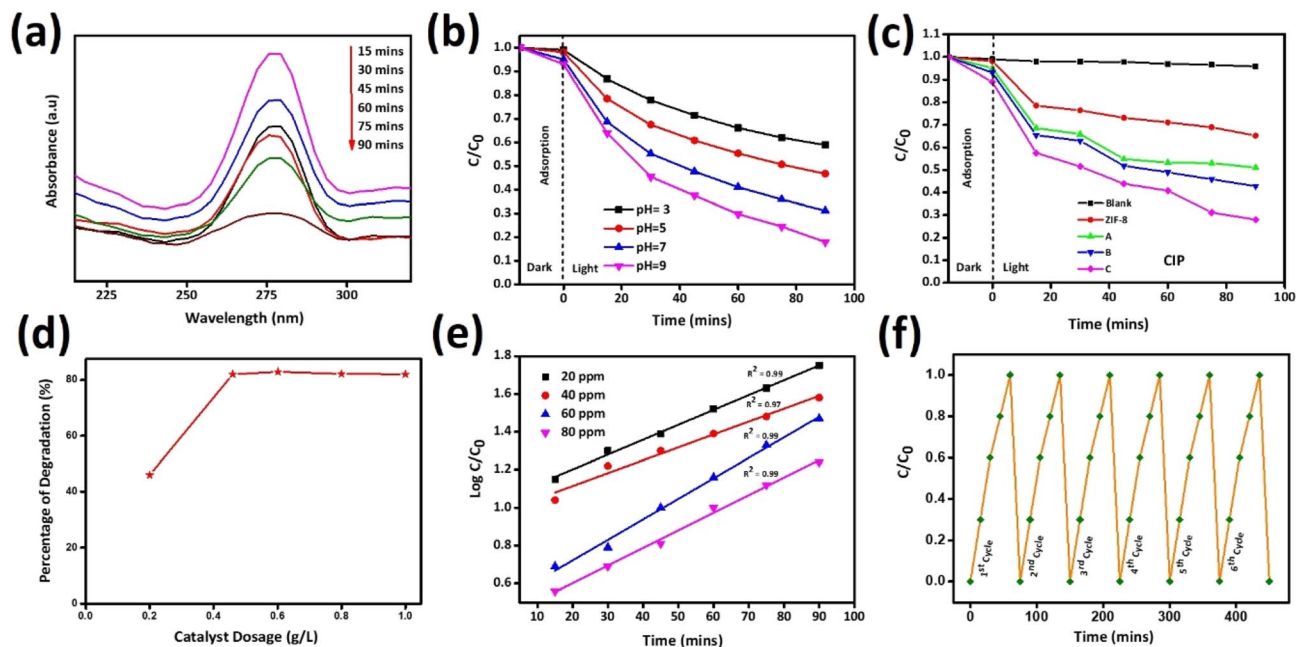 (a)
Absorbance (a.u)
15 mins
30 mins
45 mins
60 mins
75 mins
90 mins
225
250
275
300
Wavelength (nm)
(b)
C/C0
1.0
0.9
0.8
0.7
0.6
0.5
0.4
0.3
0.2
0.1
0.0
Adsorption
pH= 3
pH=5
pH=7
pH=9
Dark
Light
0
20
40
60
80
100
Time (mins)
(c)
C/C0
1.1
1.0
0.9
0.8
0.7
0.6
0.5
0.4
0.3
0.2
0.1
0.0
Adsorption
Blank
ZIF-8
A
B
C
CIP
Dark
Light
0
20
40
60
80
100
Time (mins)
(d)
Percentage of Degradation (%)
80
60
40
20
0
0.0
0.2
0.4
0.6
0.8
1.0
Catalyst Dosage (g/L)
(e)
Log C/C0
1.8
1.6
1.4
1.2
1.0
0.8
0.6
20 ppm
40 ppm
60 ppm
80 ppm
R2 = 0.99
R2 = 0.97
R2 = 0.99
R2 = 0.99
10
20
30
40
50
60
70
80
90
100
Time (mins)
(f)
C/C0
1.0
0.8
0.6
0.4
0.2
0.0
1st Cycle
2nd Cycle
3rd Cycle
4th Cycle
5th Cycle
6th Cycle
0
100
200
300
400
Time (mins)